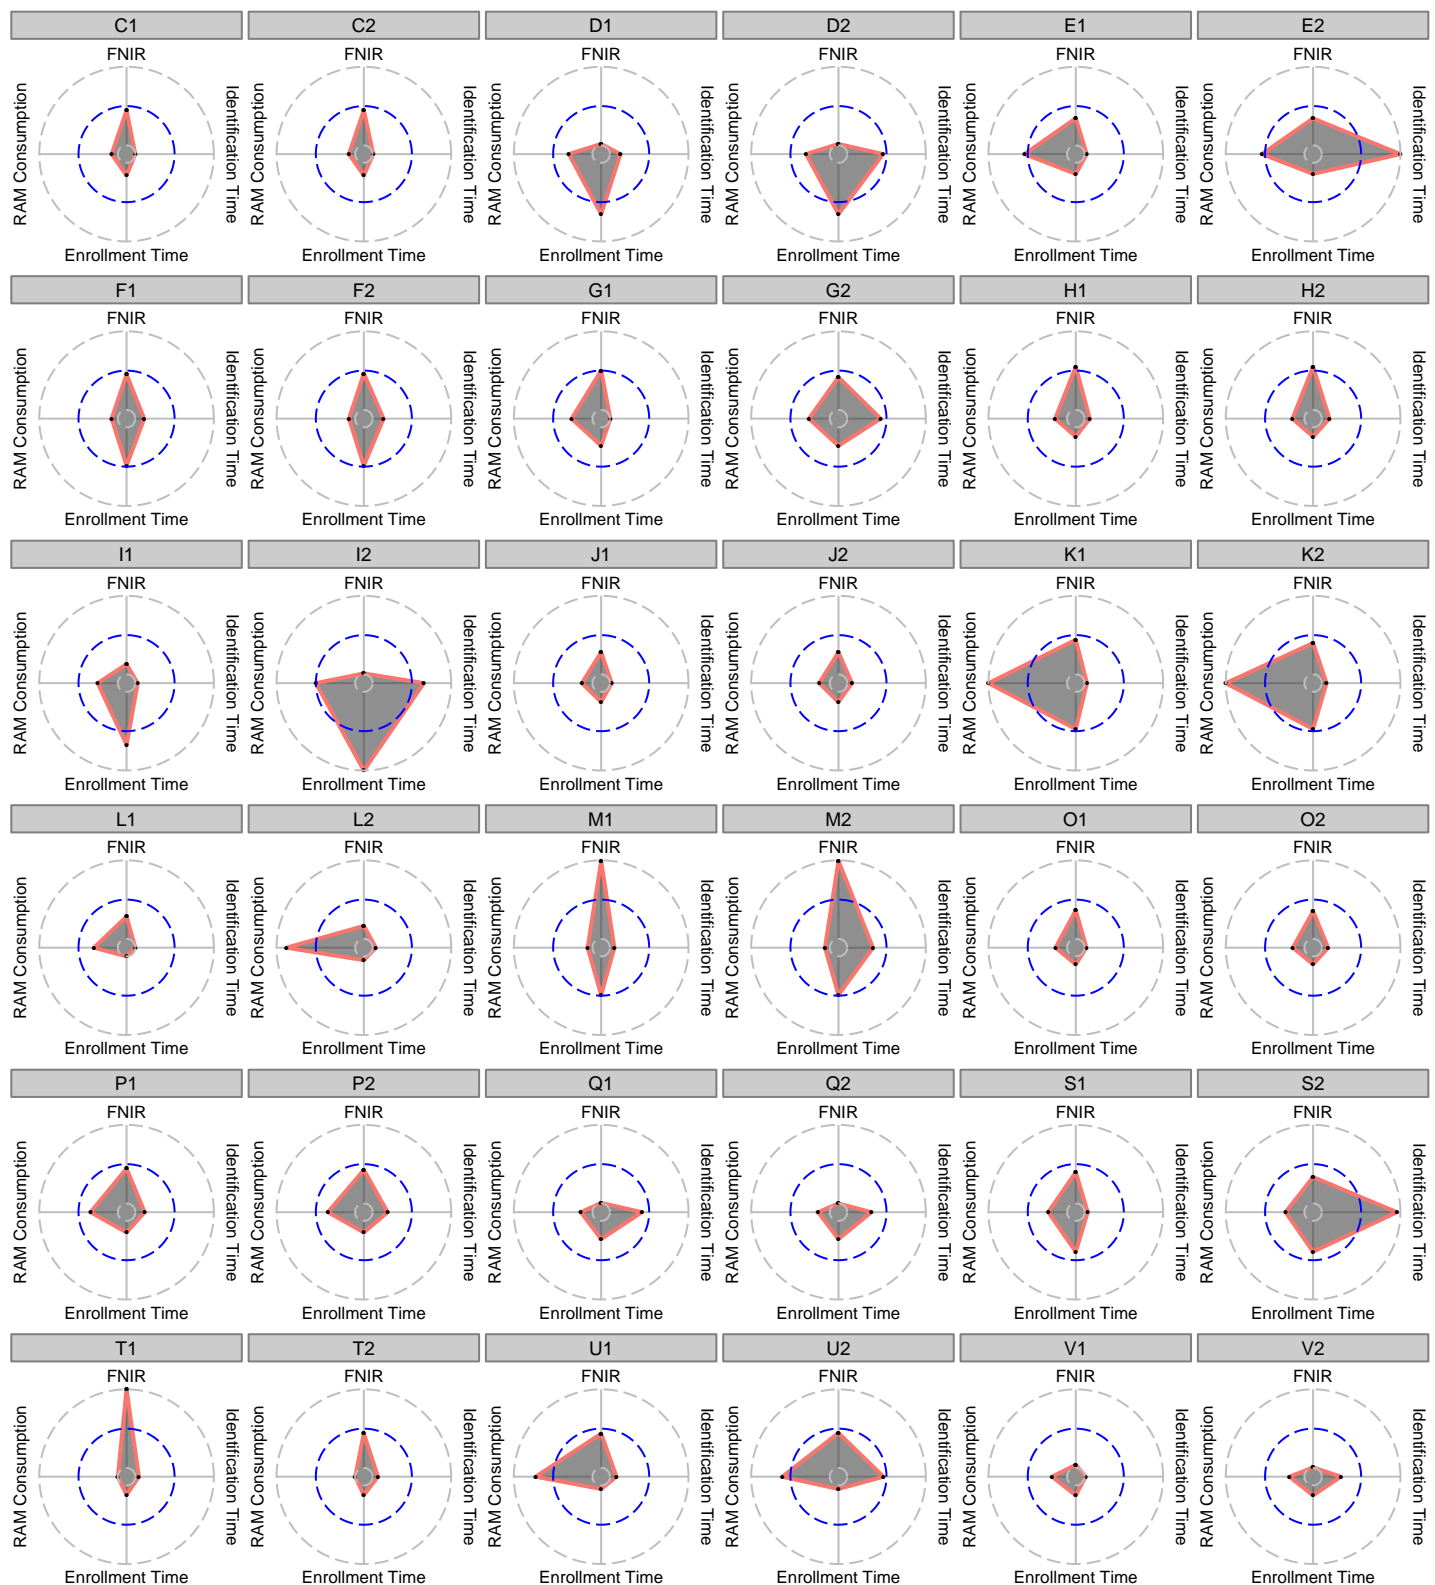 C1
FNIR
RAM Consumption
Identification Time
Enrollment Time
C2
FNIR
RAM Consumption
Identification Time
Enrollment Time
D1
FNIR
RAM Consumption
Identification Time
Enrollment Time
D2
FNIR
RAM Consumption
Identification Time
Enrollment Time
E1
FNIR
RAM Consumption
Identification Time
Enrollment Time
E2
FNIR
RAM Consumption
Identification Time
Enrollment Time
F1
FNIR
RAM Consumption
Identification Time
Enrollment Time
F2
FNIR
RAM Consumption
Identification Time
Enrollment Time
G1
FNIR
RAM Consumption
Identification Time
Enrollment Time
G2
FNIR
RAM Consumption
Identification Time
Enrollment Time
H1
FNIR
RAM Consumption
Identification Time
Enrollment Time
H2
FNIR
RAM Consumption
Identification Time
Enrollment Time
I1
FNIR
RAM Consumption
Identification Time
Enrollment Time
I2
FNIR
RAM Consumption
Identification Time
Enrollment Time
J1
FNIR
RAM Consumption
Identification Time
Enrollment Time
J2
FNIR
RAM Consumption
Identification Time
Enrollment Time
K1
FNIR
RAM Consumption
Identification Time
Enrollment Time
K2
FNIR
RAM Consumption
Identification Time
Enrollment Time
L1
FNIR
RAM Consumption
Identification Time
Enrollment Time
L2
FNIR
RAM Consumption
Identification Time
Enrollment Time
M1
FNIR
RAM Consumption
Identification Time
Enrollment Time
M2
FNIR
RAM Consumption
Identification Time
Enrollment Time
O1
FNIR
RAM Consumption
Identification Time
Enrollment Time
O2
FNIR
RAM Consumption
Identification Time
Enrollment Time
P1
FNIR
RAM Consumption
Identification Time
Enrollment Time
P2
FNIR
RAM Consumption
Identification Time
Enrollment Time
Q1
FNIR
RAM Consumption
Identification Time
Enrollment Time
Q2
FNIR
RAM Consumption
Identification Time
Enrollment Time
S1
FNIR
RAM Consumption
Identification Time
Enrollment Time
S2
FNIR
RAM Consumption
Identification Time
Enrollment Time
T1
FNIR
RAM Consumption
Identification Time
Enrollment Time
T2
FNIR
RAM Consumption
Identification Time
Enrollment Time
U1
FNIR
RAM Consumption
Identification Time
Enrollment Time
U2
FNIR
RAM Consumption
Identification Time
Enrollment Time
V1
FNIR
RAM Consumption
Identification Time
Enrollment Time
V2
FNIR
RAM Consumption
Identification Time
Enrollment Time